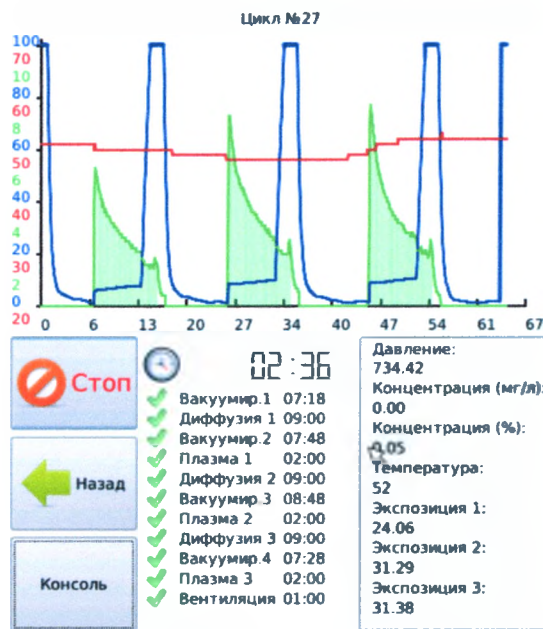 Цикл №27
100
70
10
80
60
8
60
50
6
40
40
4
20
30
2
0
20
0 6 13 20 27 34 40 47 54 61 67
Стоп
Назад
Консоль
02:36
Вакуумир.1 07:18
Диффузия 1 09:00
Вакуумир.2 07:48
Плазма 1 02:00
Диффузия 2 09:00
Вакуумир.3 08:48
Плазма 2 02:00
Диффузия 3 09:00
Вакуумир.4 07:28
Плазма 3 02:00
Вентиляция 01:00
Давление:
734.42
Концентрация (мг/л):
0.00
Концентрация (%):
0.05
Температура:
52
Экспозиция 1:
24.06
Экспозиция 2:
31.29
Экспозиция 3:
31.38